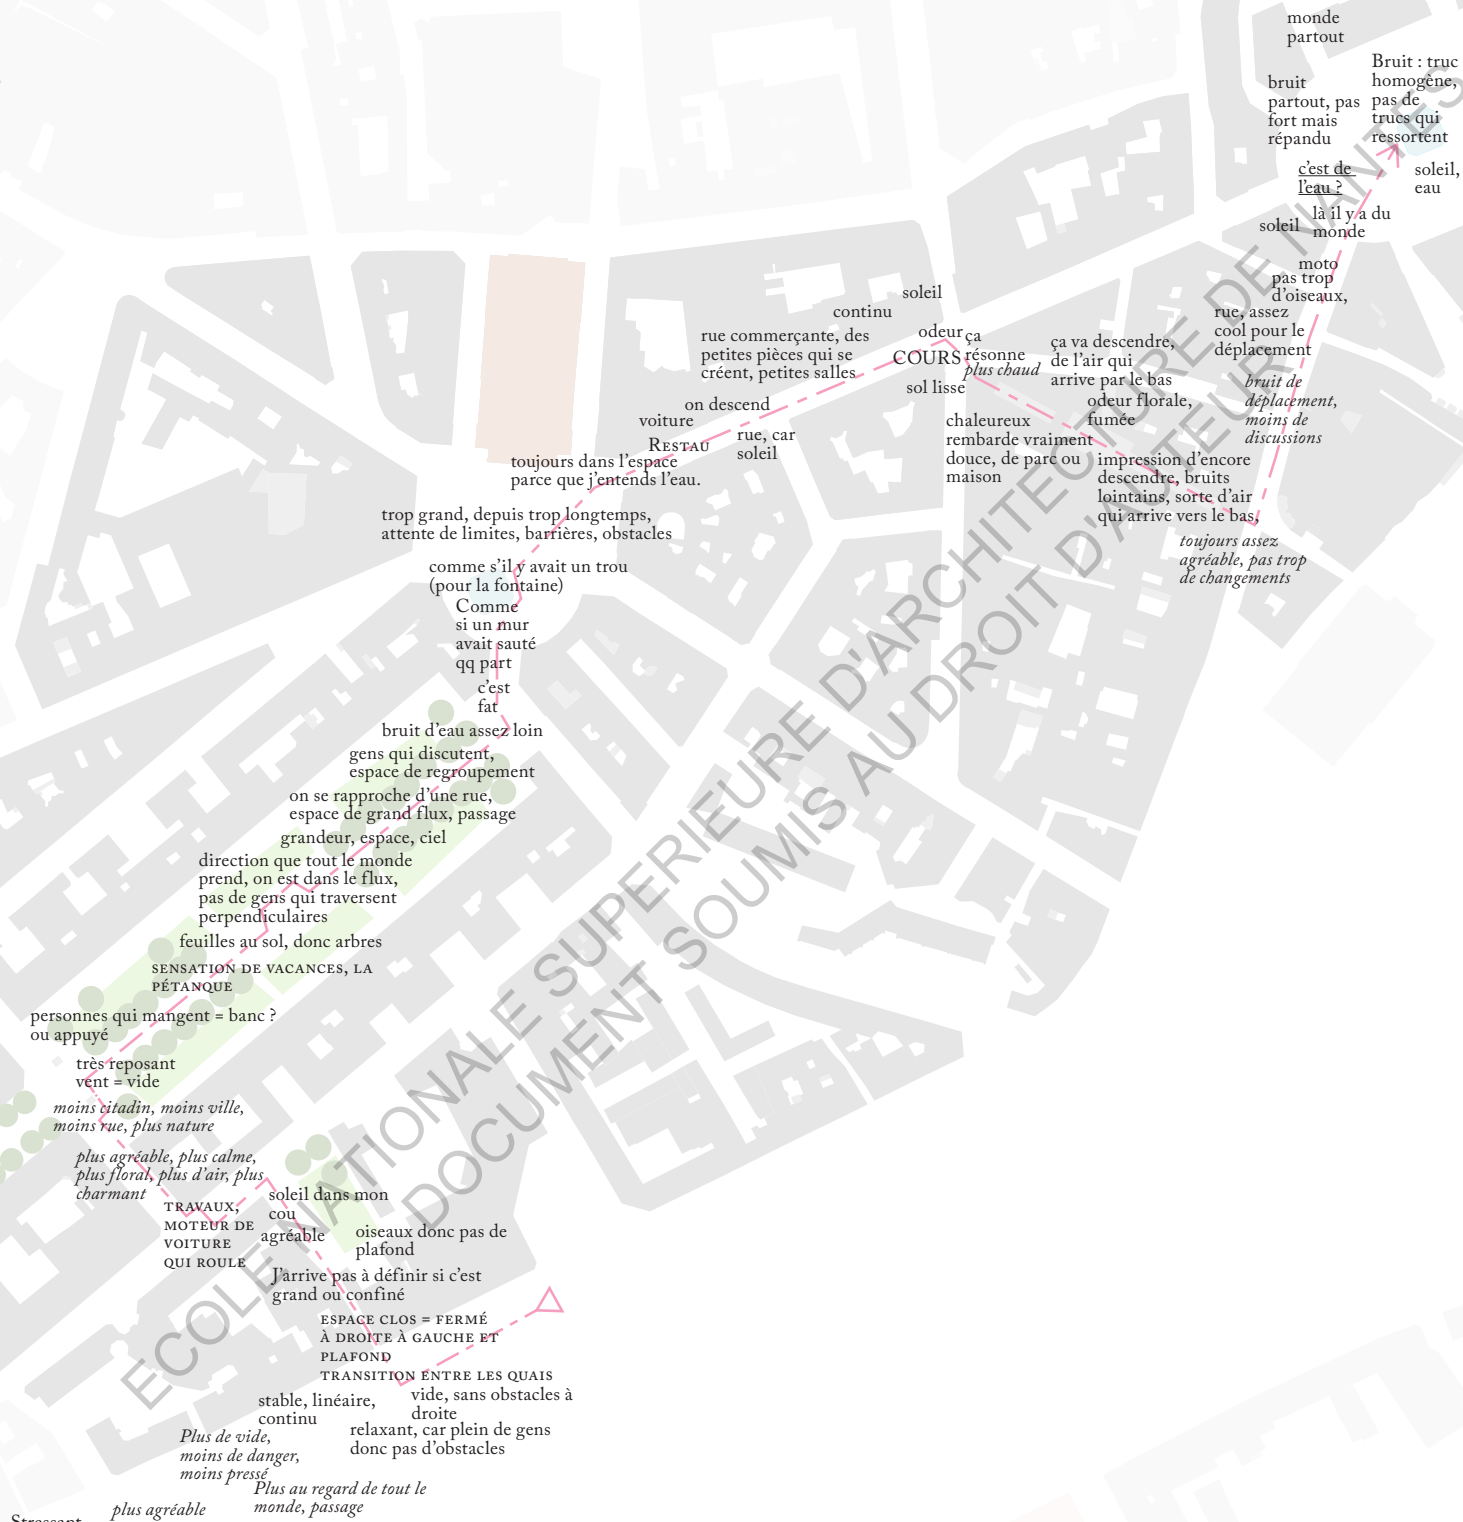 monde
partout
Bruit : truc
homogène,
pas de
trucs qui
ressortent
bruit
partout, pas
fort mais
répandu
c'est de
l'eau ?
soleil,
eau
là il y a du
monde
soleil
moto
pas trop
d'oiseaux,
rue, assez
cool pour le
déplacement
bruit de
déplacement,
moins de
discussions
soleil
continu
odeur
ça
résonne
plus chaud
COURS
sol lisse
rue commerçante, des
petites pièces qui se
créent, petites salles
ça va descendre,
de l'air qui
arrive par le bas
odeur florale,
fumée
on descend
voiture
RESTAU
rue, car
soleil
chaleureux
rembarde vraiment
douce, de parc ou
maison
impression d'encore
descendre, bruits
lointains, sorte d'air
qui arrive vers le bas,
toujours assez
agréable, pas trop
de changements
toujours dans l'espace
parce que j'entends l'eau.
trop grand, depuis trop longtemps,
attente de limites, barrières, obstacles
comme s'il y avait un trou
(pour la fontaine)
Comme
si un mur
avait sauté
qq part
c'est
fat
bruit d'eau assez loin
gens qui discutent,
espace de regroupement
on se rapproche d'une rue,
espace de grand flux, passage
grandeur, espace, ciel
direction que tout le monde
prend, on est dans le flux,
pas de gens qui traversent
perpendiculaires
feuilles au sol, donc arbres
SENSATION DE VACANCES, LA
PÉTANQUE
personnes qui mangent = banc ?
ou appuyé
très reposant
vent = vide
moins citadin, moins ville,
moins rue, plus nature
plus agréable, plus calme,
plus floral, plus d'air, plus
charmant
TRAVAUX,
MOTEUR DE
VOITURE
QUI ROULE
soleil dans mon
cou
agréable
oiseaux donc pas de
plafond
J'arrive pas à définir si c'est
grand ou confiné
ESPACE CLOS = FERMÉ
À DROITE À GAUCHE ET
PLAFOND
TRANSITION ENTRE LES QUAIS
stable, linéaire,
continu
vide, sans obstacles à
droite
relaxant, car plein de gens
donc pas d'obstacles
Plus de vide,
moins de danger,
moins pressé
Plus au regard de tout le
monde, passage
plus agréable
Stressant
ECOLE NATIONALE SUPERIEURE D'ARCHITECTURE DE NANTES
DOCUMENT SOUMIS AU DROIT D'AUTEUR